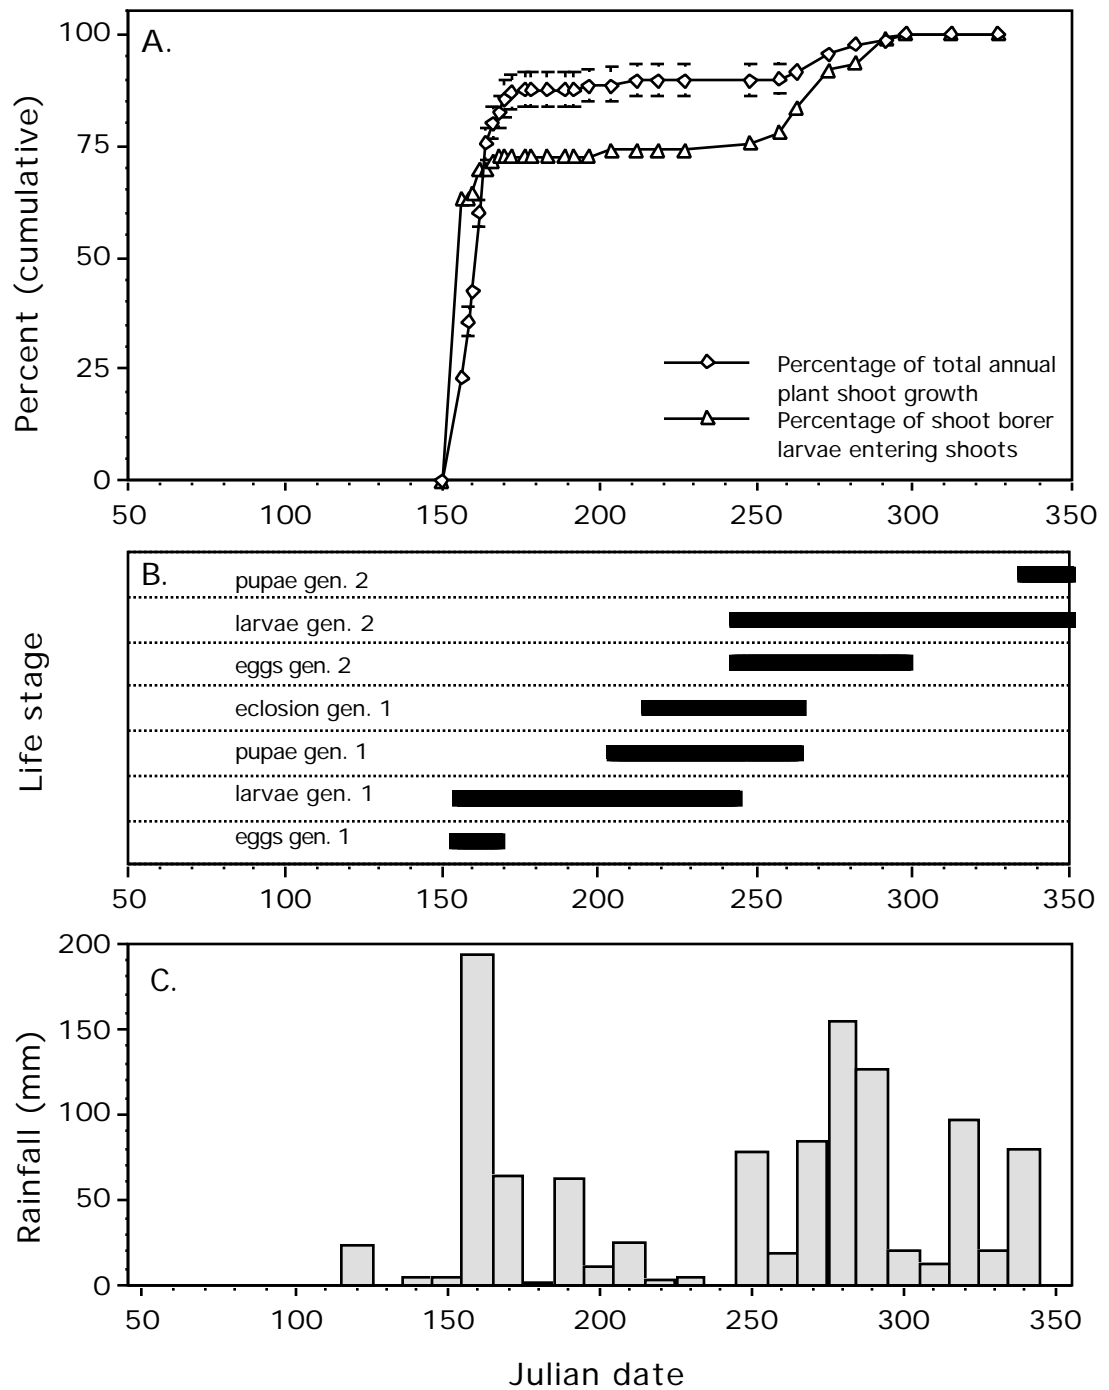 100
A.
75
50
25
0
Percent (cumulative)
Percentage of total annual
plant shoot growth
Percentage of shoot borer
larvae entering shoots
50 100 150 200 250 300 350
B.
Life stage
pupae gen. 2
larvae gen. 2
eggs gen. 2
eclosion gen. 1
pupae gen. 1
larvae gen. 1
eggs gen. 1
50 100 150 200 250 300 350
200
C.
150
100
50
0
Rainfall (mm)
50 100 150 200 250 300 350
Julian date